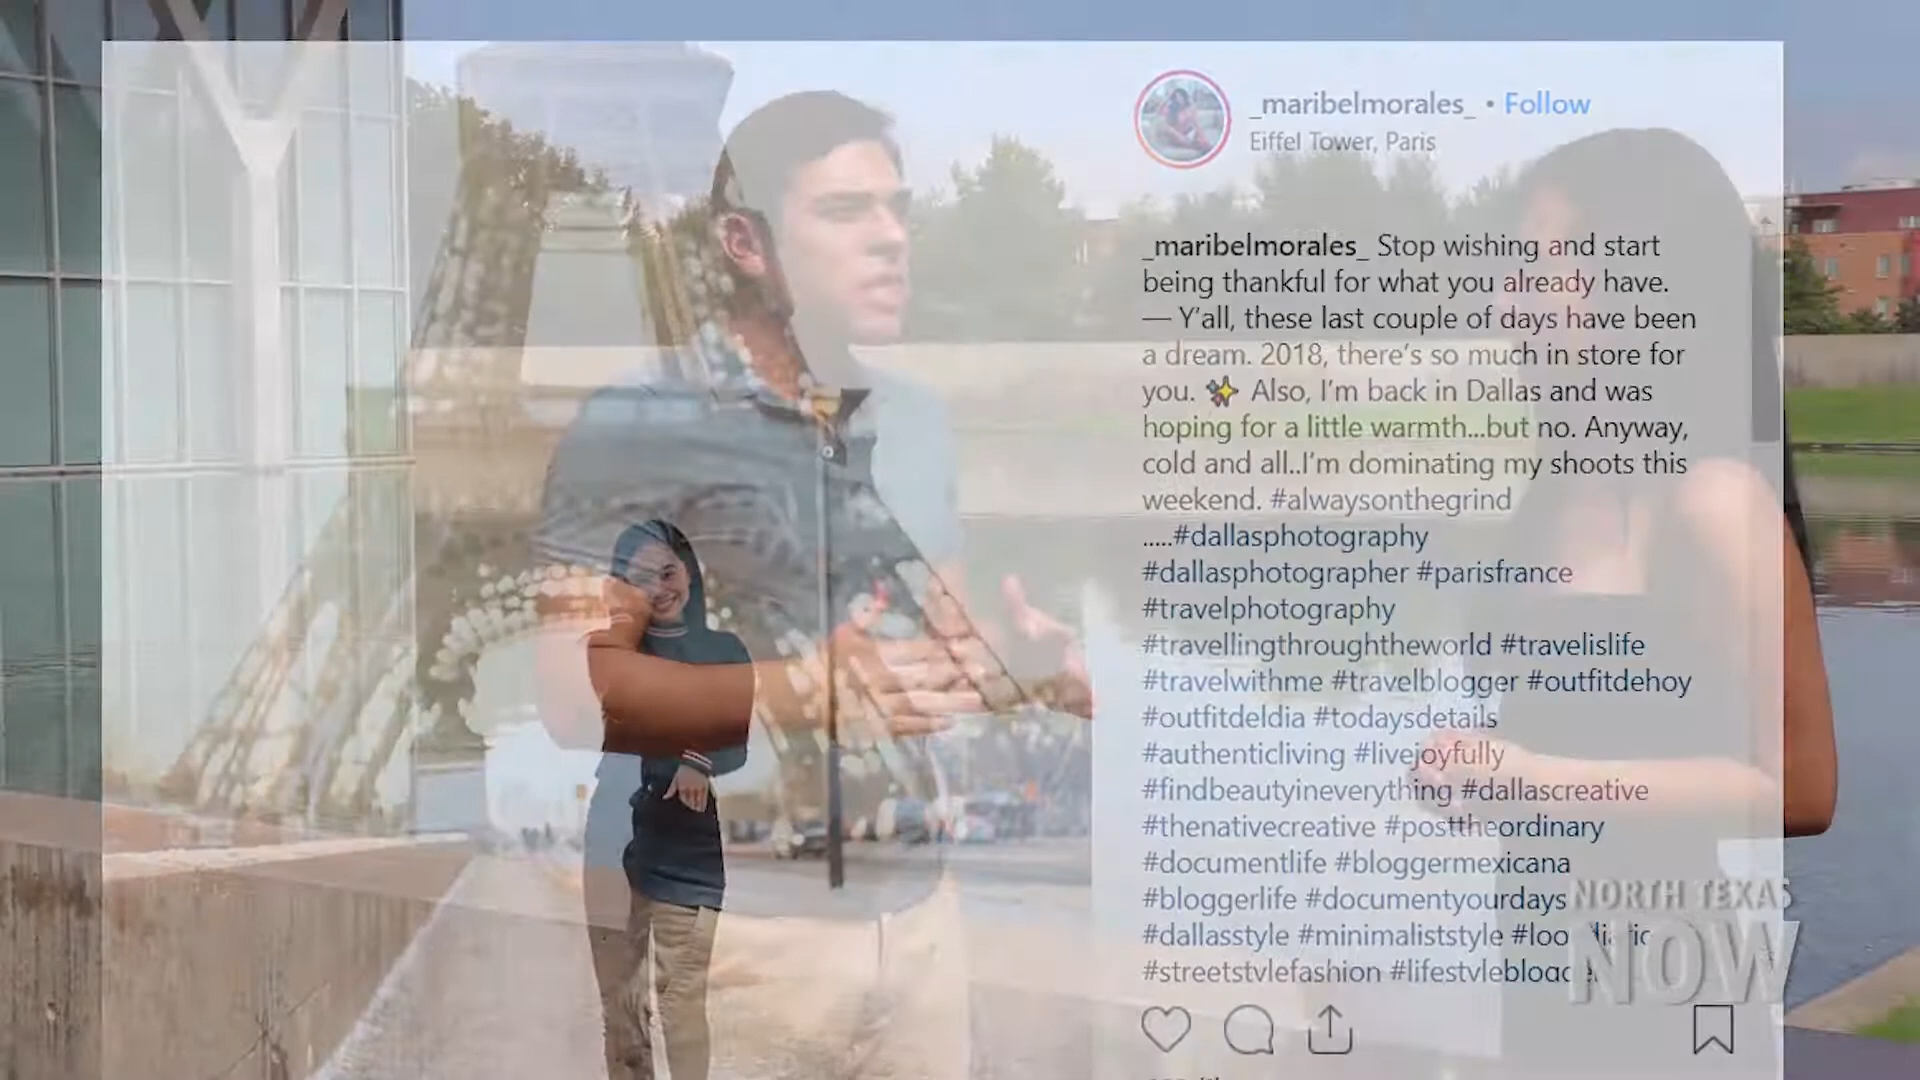 _maribelmorales_ • Follow
Eiffel Tower, Paris
_maribelmorales_ Stop wishing and start
being thankful for what you already have.
— Y'all, these last couple of days have been
a dream. 2018, there's so much in store for
you. ✨ Also, I'm back in Dallas and was
hoping for a little warmth...but no. Anyway,
cold and all..I'm dominating my shoots this
weekend. #alwaysonthegrind
.....#dallasphotography
#dallasphotographer #parisfrance
#travelphotography
#travellingthroughtheworld #travelislife
#travelwithme #travelblogger #outfitdehoy
#outfitdeldia #todaysdetails
#authenticliving #livejoyfully
#findbeautyineverything #dallascreative
#thenativecreative #posttheordinary
#documentlife #bloggermexicana
#bloggerlife #documentyourdays
#dallasstyle #minimaliststyle
#streetstylefashion #lifestyleblogger
NORTH TEXAS
NOW